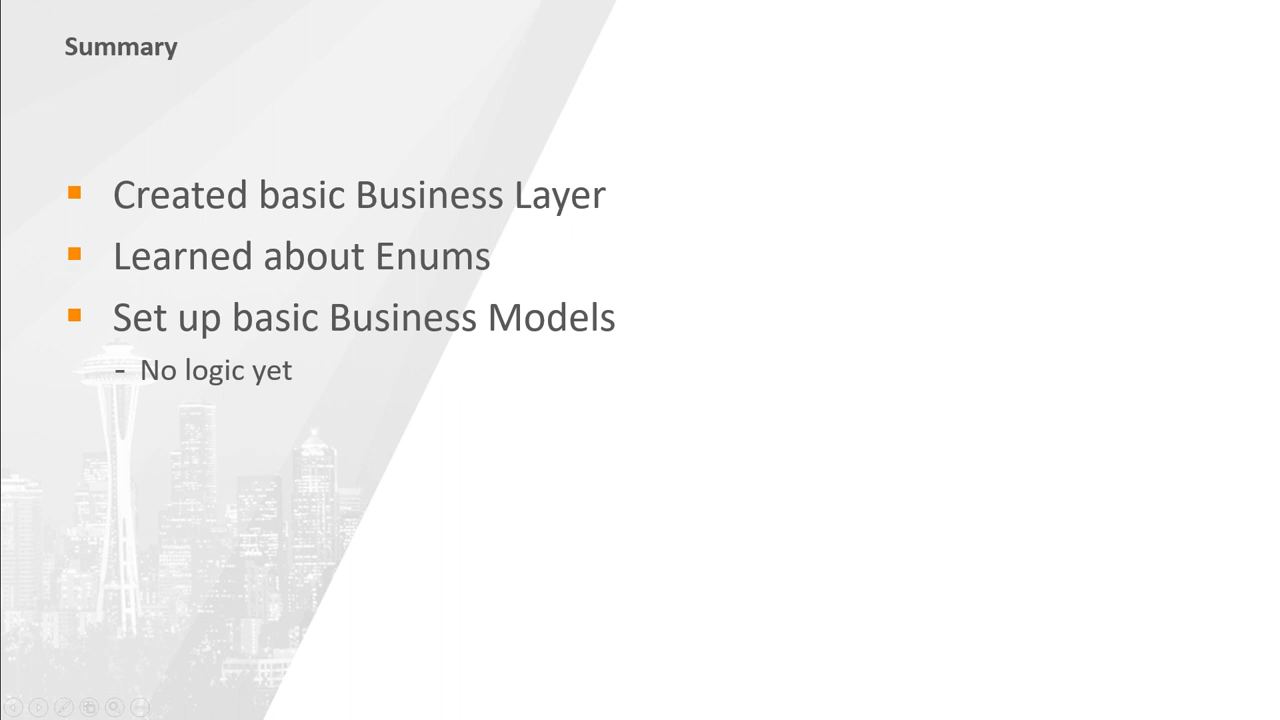 Summary
Created basic Business Layer
Learned about Enums
Set up basic Business Models
- No logic yet